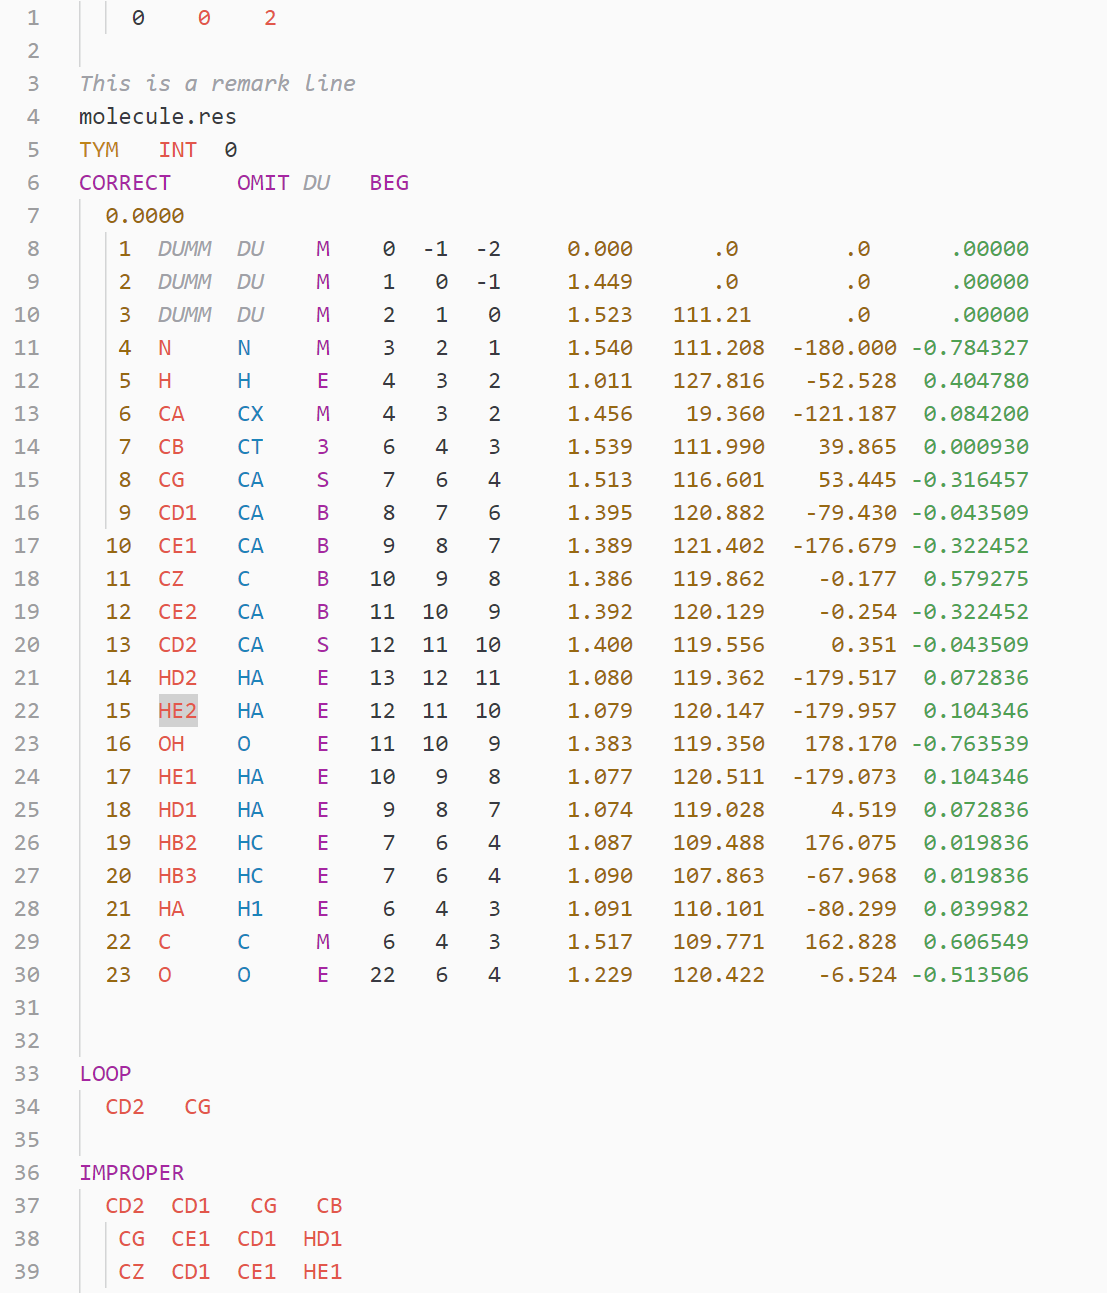 1 0 0 2
2
3 This is a remark line
4 molecule.res
5 TYM INT 0
6 CORRECT OMIT DU BEG
7 0.0000
8 1 DUMM DU M 0 -1 -2 0.000 .0 .0 .00000
9 2 DUMM DU M 1 0 -1 1.449 .0 .0 .00000
10 3 DUMM DU M 2 1 0 1.523 111.21 .0 .00000
11 4 N N M 3 2 1 1.540 111.208 -180.000 -0.784327
12 5 H H E 4 3 2 1.011 127.816 -52.528 0.404780
13 6 CA CX M 4 3 2 1.456 19.360 -121.187 0.084200
14 7 CB CT 3 6 4 3 1.539 111.990 39.865 0.000930
15 8 CG CA S 7 6 4 1.513 116.601 53.445 -0.316457
16 9 CD1 CA B 8 7 6 1.395 120.882 -79.430 -0.043509
17 10 CE1 CA B 9 8 7 1.389 121.402 -176.679 -0.322452
18 11 CZ C B 10 9 8 1.386 119.862 -0.177 0.579275
19 12 CE2 CA B 11 10 9 1.392 120.129 -0.254 -0.322452
20 13 CD2 CA S 12 11 10 1.400 119.556 0.351 -0.043509
21 14 HD2 HA E 13 12 11 1.080 119.362 -179.517 0.072836
22 15 HE2 HA E 12 11 10 1.079 120.147 -179.957 0.104346
23 16 OH O E 11 10 9 1.383 119.350 178.170 -0.763539
24 17 HE1 HA E 10 9 8 1.077 120.511 -179.073 0.104346
25 18 HD1 HA E 9 8 7 1.074 119.028 4.519 0.072836
26 19 HB2 HC E 7 6 4 1.087 109.488 176.075 0.019836
27 20 HB3 HC E 7 6 4 1.090 107.863 -67.968 0.019836
28 21 HA H1 E 6 4 3 1.091 110.101 -80.299 0.039982
29 22 C C M 6 4 3 1.517 109.771 162.828 0.606549
30 23 O O E 22 6 4 1.229 120.422 -6.524 -0.513506
31
32
33 LOOP
34 CD2 CG
35
36 IMPROPER
37 CD2 CD1 CG CB
38 CG CE1 CD1 HD1
39 CZ CD1 CE1 HE1